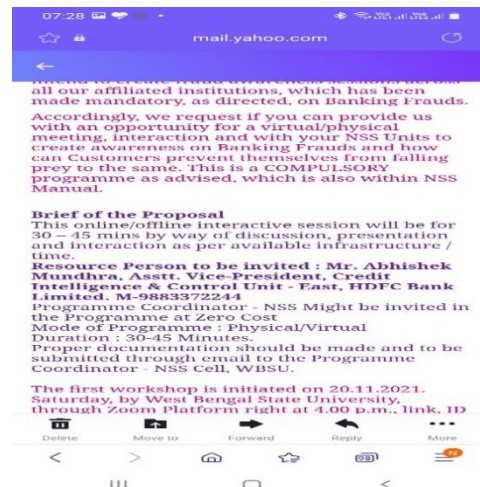 07:28
mail.yahoo.com
intend to create fraud awareness sessions across
all our affiliated institutions, which has been
made mandatory, as directed, on Banking Frauds.
Accordingly, we request if you can provide us
with an opportunity for a virtual/physical
meeting, interaction and with your NSS Units to
create awareness on Banking Frauds and how
can Customers prevent themselves from falling
prey to the same. This is a COMPULSORY
programme as advised, which is also within NSS
Manual.
Brief of the Proposal
This online/offline interactive session will be for
30 – 45 mins by way of discussion, presentation
and interaction as per available infrastructure /
time.
Resource Person to be invited : Mr. Abhishek
Mundhra, Asstt. Vice-President, Credit
Intelligence & Control Unit - East, HDFC Bank
Limited. M-9883372244
Programme Coordinator - NSS Might be invited in
the Programme at Zero Cost
Mode of Programme : Physical/Virtual
Duration : 30-45 Minutes.
Proper documentation should be made and to be
submitted through email to the Programme
Coordinator - NSS Cell, WBSU.
The first workshop is initiated on 20.11.2021.
Saturday, by West Bengal State University,
through Zoom Platform right at 4.00 p.m., link, ID
Delete Move to Forward Reply More
N